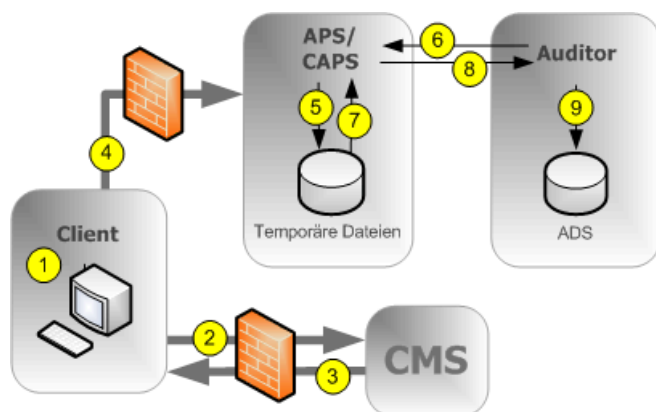 APS/
CAPS
6
Auditor
8
5
7
9
4
Temporäre Dateien
ADS
Client
1
2
3
CMS